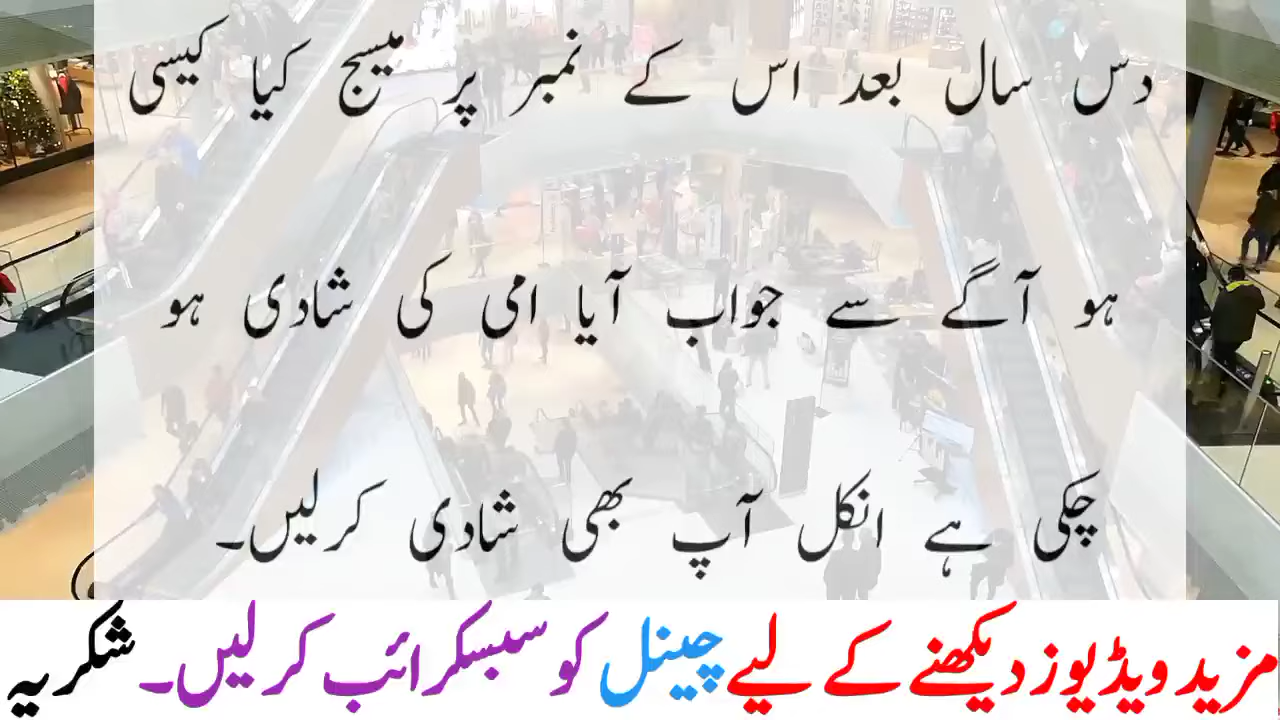 دس سال بعد اس کے نمبر پر میسج کیا کیسی
ہو آگے سے جواب آیا امی کی شادی ہو
چکی ہے انکل آپ بھی شادی کرلیں۔
مزید ویڈیوز دیکھنے کے لیے چینل کو سبسکرائب کرلیں۔ شکریہ